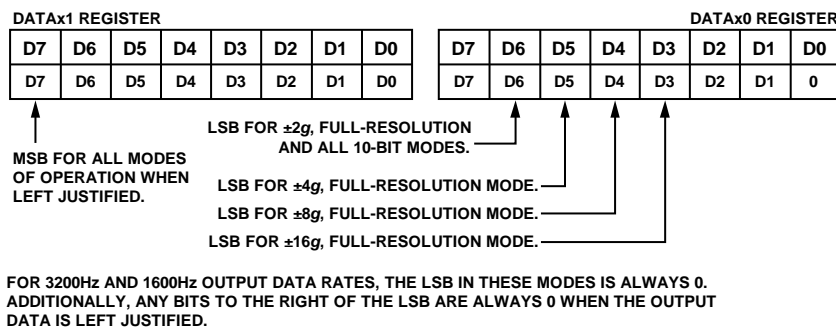 DATAx1 REGISTER DATAx0 REGISTER
D7 D6 D5 D4 D3 D2 D1 D0 D7 D6 D5 D4 D3 D2 D1 D0
D7 D6 D5 D4 D3 D2 D1 D0 D7 D6 D5 D4 D3 D2 D1 0
MSB FOR ALL MODES
OF OPERATION WHEN
LEFT JUSTIFIED.
LSB FOR ±2g, FULL-RESOLUTION
AND ALL 10-BIT MODES.
LSB FOR ±4g, FULL-RESOLUTION MODE.
LSB FOR ±8g, FULL-RESOLUTION MODE.
LSB FOR ±16g, FULL-RESOLUTION MODE.
FOR 3200Hz AND 1600Hz OUTPUT DATA RATES, THE LSB IN THESE MODES IS ALWAYS 0.
ADDITIONALLY, ANY BITS TO THE RIGHT OF THE LSB ARE ALWAYS 0 WHEN THE OUTPUT
DATA IS LEFT JUSTIFIED.